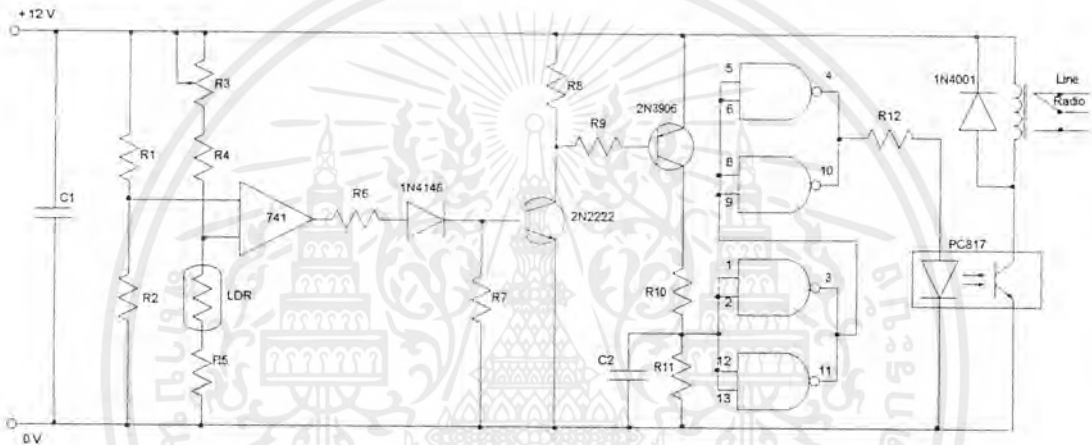 + 12 V
R3
R8
5
4
6
2N3906
R9
1N4001
Line
Radio
R12
R1
R4
8
10
9
C1
741
R6
1N4148
2N2222
PC817
R2
LDR
R7
1
3
2
R10
R5
C2
R11
12
11
13
0 V